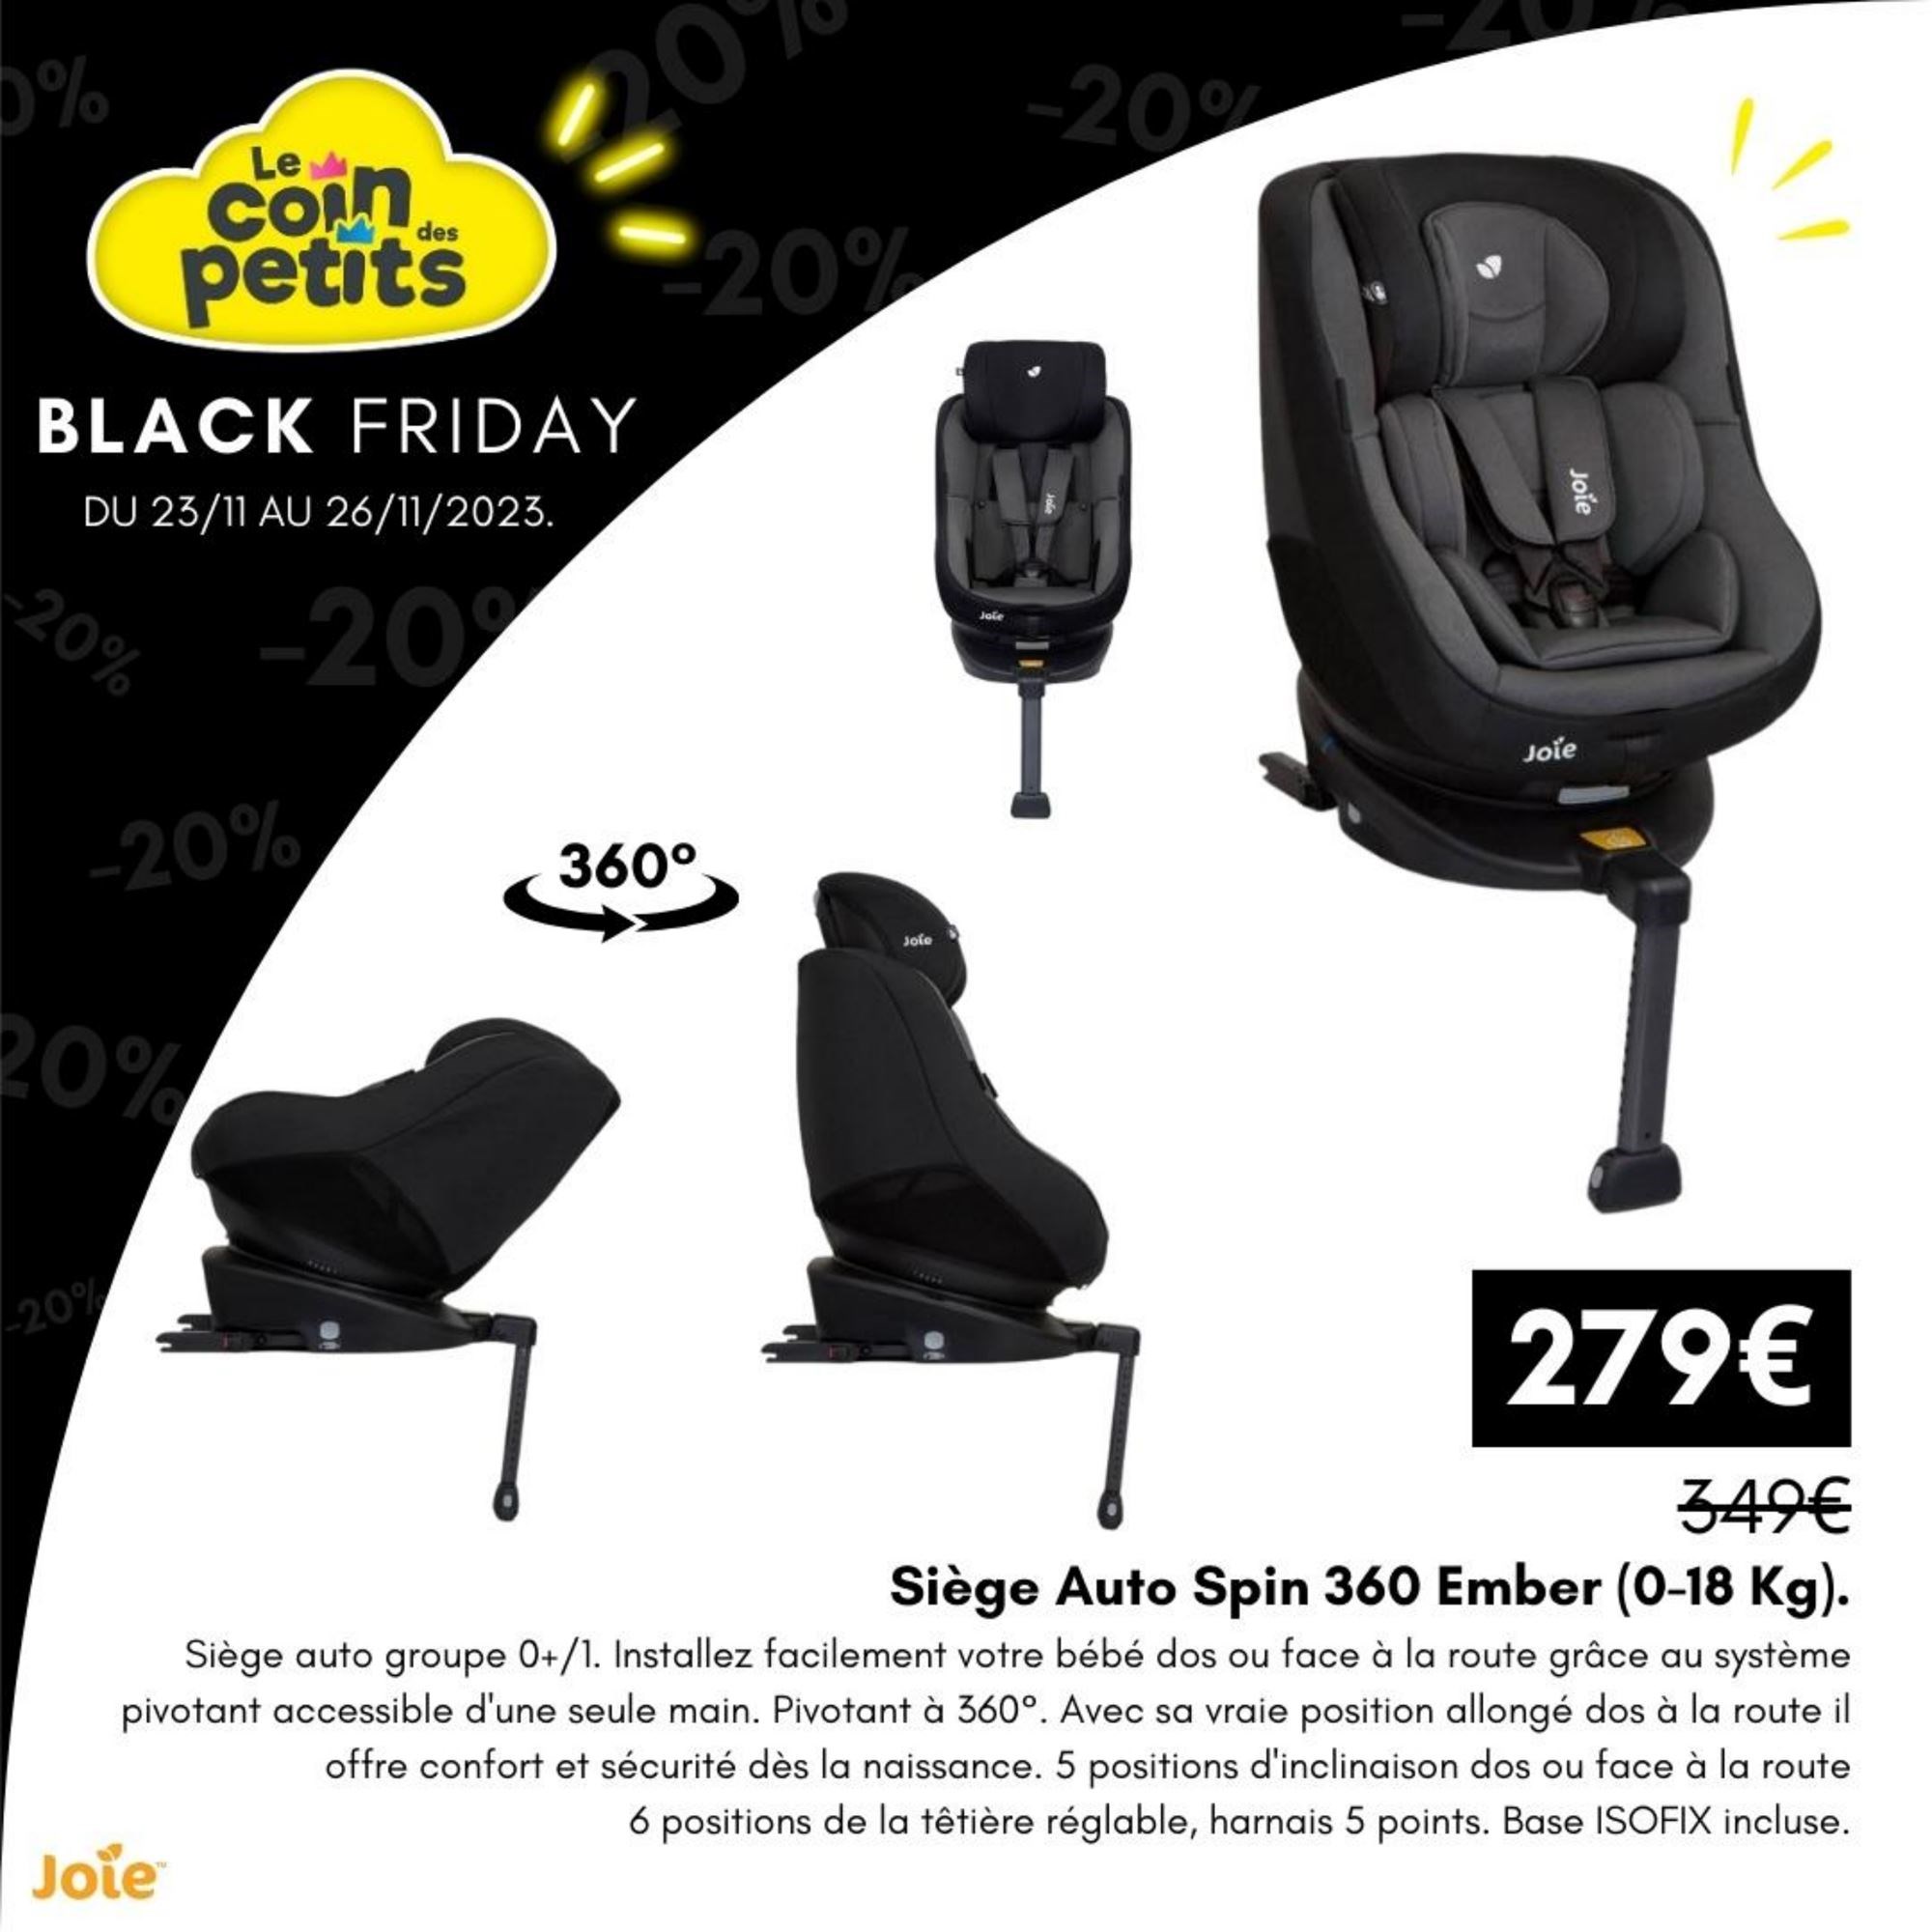 Le
coin
des
petits
BLACK FRIDAY
DU 23/11 AU 26/11/2023.
-20%
-20%
-20%
-20%
-20%
-20%
Joie
Joie
Joie
Joie
360°
Joie
279€
349€
Siège Auto Spin 360 Ember (0-18 Kg).
Siège auto groupe 0+/1. Installez facilement votre bébé dos ou face à la route grâce au système
pivotant accessible d'une seule main. Pivotant à 360°. Avec sa vraie position allongé dos à la route il
offre confort et sécurité dès la naissance. 5 positions d'inclinaison dos ou face à la route
6 positions de la têtière réglable, harnais 5 points. Base ISOFIX incluse.
Joie